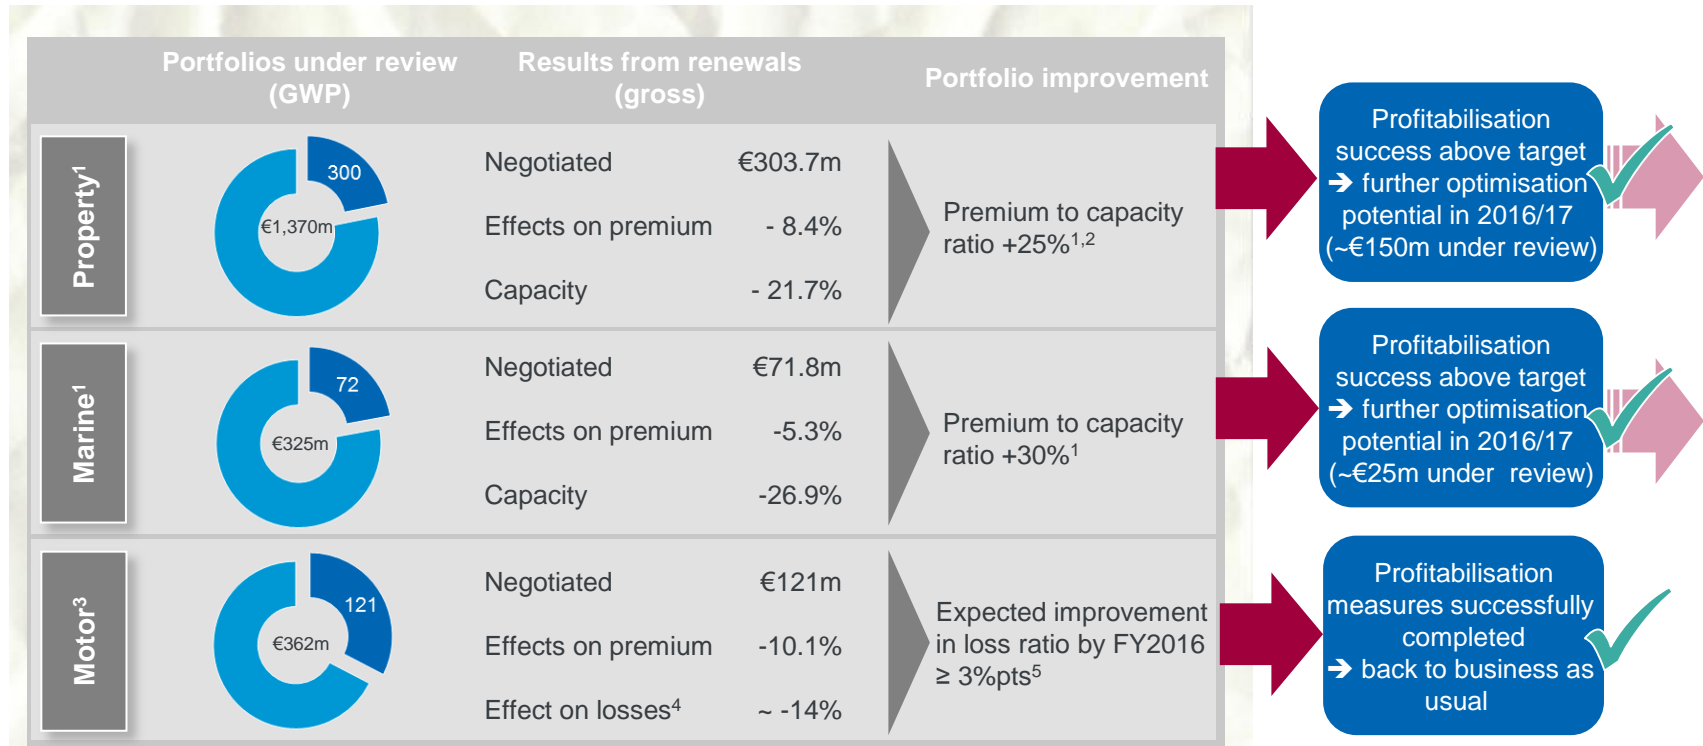 Portfolios under review
(GWP)
Results from renewals
(gross)
Portfolio improvement
Property¹
300
€1,370m
Negotiated €303.7m
Effects on premium - 8.4%
Capacity - 21.7%
Premium to capacity
ratio +25%¹,²
Profitabilisation
success above target
➔ further optimisation
potential in 2016/17
(~€150m under review)
Marine¹
72
€325m
Negotiated €71.8m
Effects on premium -5.3%
Capacity -26.9%
Premium to capacity
ratio +30%¹
Profitabilisation
success above target
➔ further optimisation
potential in 2016/17
(~€25m under review)
Motor³
121
€362m
Negotiated €121m
Effects on premium -10.1%
Effect on losses⁴ ~ -14%
Expected improvement
in loss ratio by FY2016
≥ 3%pts⁵
Profitabilisation
measures successfully
completed
➔ back to business as
usual